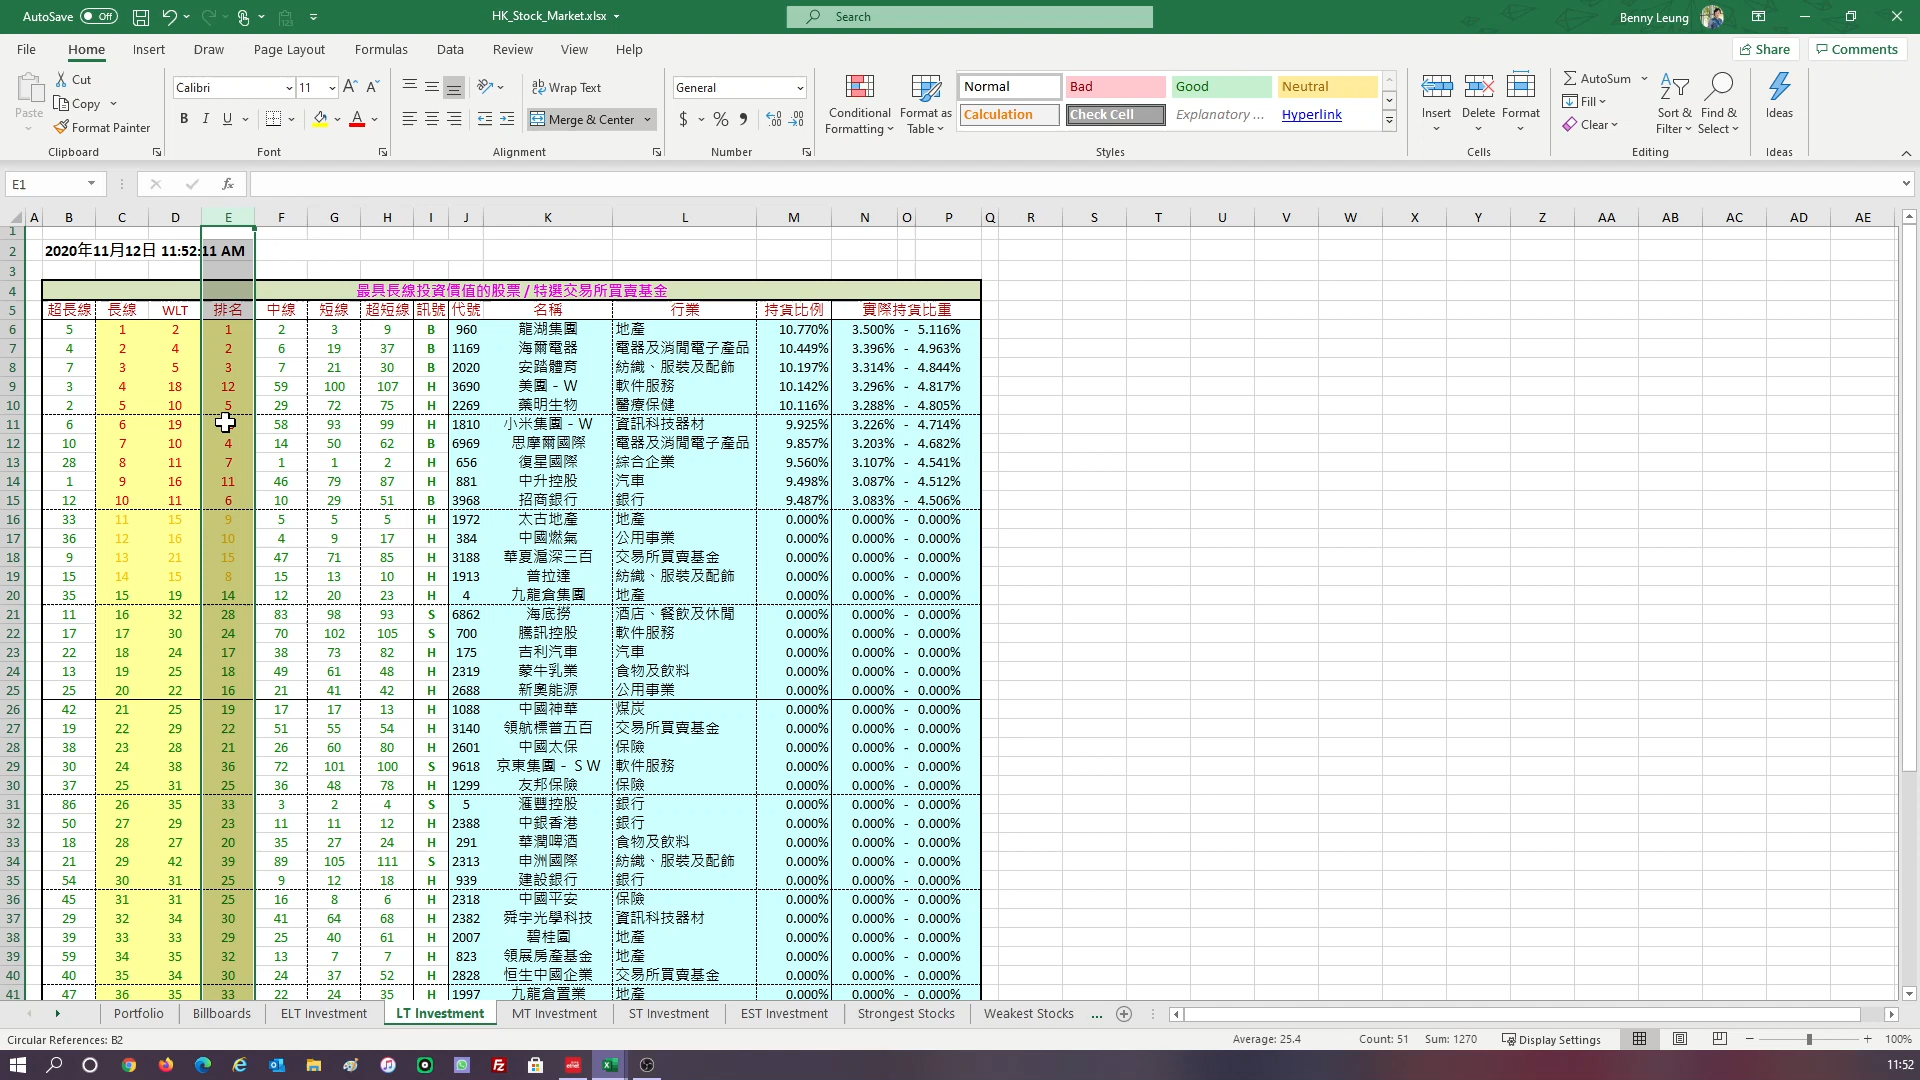 AutoSave Off HK_Stock_Market.xlsx Search Benny Leung
File Home Insert Draw Page Layout Formulas Data Review View Help Share Comments
Paste Cut Copy Format Painter
Calibri 11
B I U
Wrap Text
Merge & Center
General
$ % 9
Conditional Formatting
Format as Table
Normal Bad Good Neutral
Calculation Check Cell Explanatory ... Hyperlink
Insert Delete Format
AutoSum Fill Clear
Sort & Filter
Find & Select
Ideas
Clipboard Font Alignment Number Styles Cells Editing Ideas
E1 fx
A B C D E F G H I J K L M N O P Q R S T U V W X Y Z AA AB AC AD AE
1
2 2020年11月12日 11:52:11 AM
3
4 最具長線投資價值的股票 / 特選交易所買賣基金
5 超長線 長線 WLT 排名 中線 短線 超短線 訊號 代號 名稱 行業 持貨比例 實際持貨比重
6 5 1 2 1 2 3 9 B 960 龍湖集團 地產 10.770% 3.500% - 5.116%
7 4 2 4 2 6 19 37 B 1169 海爾電器 電器及消閒電子產品 10.449% 3.396% - 4.963%
8 7 3 5 3 7 21 30 B 2020 安踏體育 紡織、服裝及配飾 10.197% 3.314% - 4.844%
9 3 4 18 12 59 100 107 H 3690 美團－W 軟件服務 10.142% 3.296% - 4.817%
10 2 5 10 5 29 72 75 H 2269 藥明生物 醫療保健 10.116% 3.288% - 4.805%
11 6 6 19 58 93 99 H 1810 小米集團－W 資訊科技器材 9.925% 3.226% - 4.714%
12 10 7 10 4 14 50 62 B 6969 思摩爾國際 電器及消閒電子產品 9.857% 3.203% - 4.682%
13 28 8 11 7 1 1 2 H 656 復星國際 綜合企業 9.560% 3.107% - 4.541%
14 1 9 16 11 46 79 87 H 881 中升控股 汽車 9.498% 3.087% - 4.512%
15 12 10 11 6 10 29 51 B 3968 招商銀行 銀行 9.487% 3.083% - 4.506%
16 33 11 15 9 5 5 5 H 1972 太古地產 地產 0.000% 0.000% - 0.000%
17 36 12 16 10 4 9 17 H 384 中國燃氣 公用事業 0.000% 0.000% - 0.000%
18 9 13 21 15 47 71 85 H 3188 華夏滬深三百 交易所買賣基金 0.000% 0.000% - 0.000%
19 15 14 15 8 15 13 10 H 1913 普拉達 紡織、服裝及配飾 0.000% 0.000% - 0.000%
20 35 15 19 14 12 20 23 H 4 九龍倉集團 地產 0.000% 0.000% - 0.000%
21 11 16 32 28 83 98 93 S 6862 海底撈 酒店、餐飲及休閒 0.000% 0.000% - 0.000%
22 17 17 30 24 70 102 105 S 700 騰訊控股 軟件服務 0.000% 0.000% - 0.000%
23 22 18 24 17 38 73 82 H 175 吉利汽車 汽車 0.000% 0.000% - 0.000%
24 13 19 25 18 49 61 48 H 2319 蒙牛乳業 食物及飲料 0.000% 0.000% - 0.000%
25 25 20 22 16 21 41 42 H 2688 新奧能源 公用事業 0.000% 0.000% - 0.000%
26 42 21 25 19 17 17 13 H 1088 中國神華 煤炭 0.000% 0.000% - 0.000%
27 19 22 29 22 51 55 54 H 3140 領航標普五百 交易所買賣基金 0.000% 0.000% - 0.000%
28 38 23 28 21 26 60 80 H 2601 中國太保 保險 0.000% 0.000% - 0.000%
29 30 24 38 36 72 101 100 S 9618 京東集團－ＳＷ 軟件服務 0.000% 0.000% - 0.000%
30 37 25 31 25 36 48 78 H 1299 友邦保險 保險 0.000% 0.000% - 0.000%
31 86 26 35 33 3 2 4 S 5 滙豐控股 銀行 0.000% 0.000% - 0.000%
32 50 27 29 23 11 11 12 H 2388 中銀香港 銀行 0.000% 0.000% - 0.000%
33 18 28 27 20 35 27 24 H 291 華潤啤酒 食物及飲料 0.000% 0.000% - 0.000%
34 21 29 42 39 89 105 111 S 2313 申洲國際 紡織、服裝及配飾 0.000% 0.000% - 0.000%
35 54 30 31 25 9 12 18 H 939 建設銀行 銀行 0.000% 0.000% - 0.000%
36 45 31 31 25 16 8 6 H 2318 中國平安 保險 0.000% 0.000% - 0.000%
37 29 32 34 30 41 64 68 H 2382 舜宇光學科技 資訊科技器材 0.000% 0.000% - 0.000%
38 39 33 33 29 25 40 61 H 2007 碧桂園 地產 0.000% 0.000% - 0.000%
39 59 34 35 32 13 7 7 H 823 領展房產基金 地產 0.000% 0.000% - 0.000%
40 40 35 34 30 24 37 52 H 2828 恒生中國企業 交易所買賣基金 0.000% 0.000% - 0.000%
41 47 36 35 33 22 24 35 H 1997 九龍倉置業 地產 0.000% 0.000% - 0.000%
Portfolio Billboards ELT Investment LT Investment MT Investment ST Investment EST Investment Strongest Stocks Weakest Stocks ...
Circular References: B2 Average: 25.4 Count: 51 Sum: 1270 Display Settings 100%
11:52